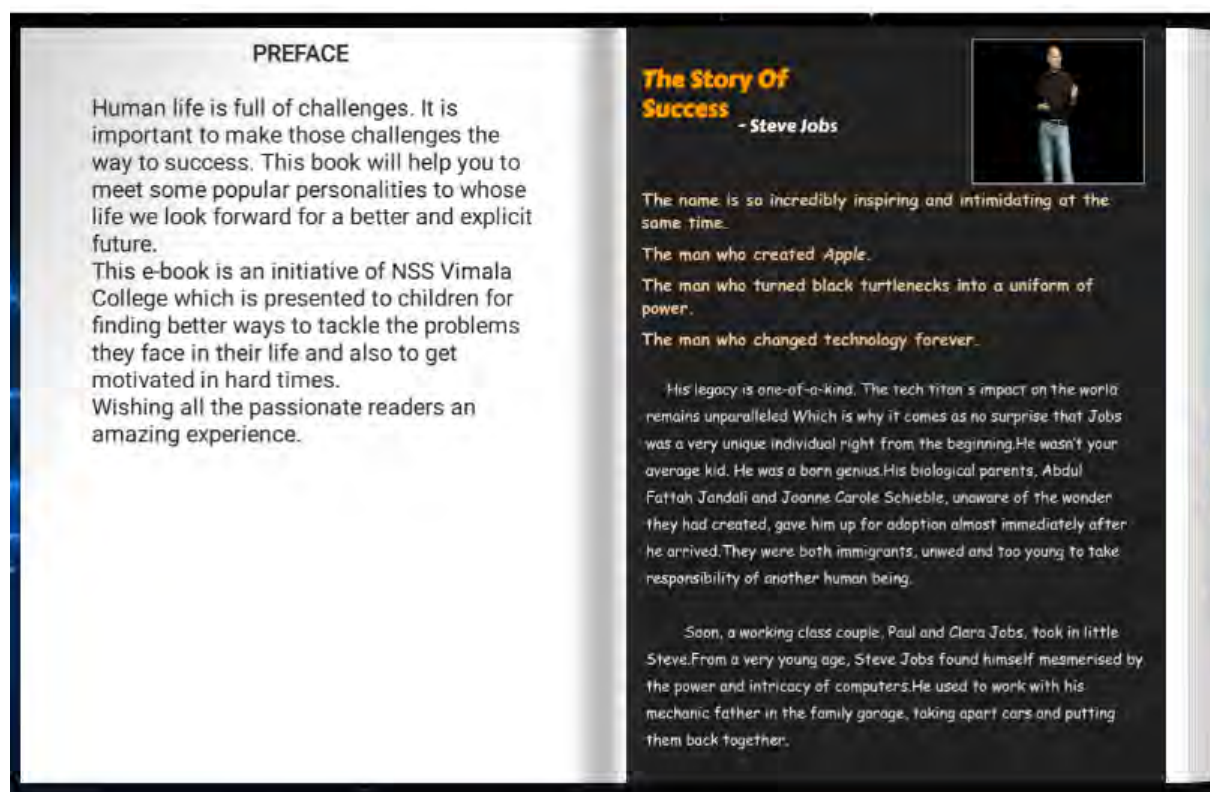 PREFACE
Human life is full of challenges. It is
important to make those challenges the
way to success. This book will help you to
meet some popular personalities to whose
life we look forward for a better and explicit
future.
This e-book is an initiative of NSS Vimala
College which is presented to children for
finding better ways to tackle the problems
they face in their life and also to get
motivated in hard times.
Wishing all the passionate readers an
amazing experience.
The Story Of
Success
- Steve Jobs
The name is so incredibly inspiring and intimidating at the
same time.
The man who created Apple.
The man who turned black turtlenecks into a uniform of
power.
The man who changed technology forever.
His legacy is one-of-a-kind. The tech titan s impact on the world
remains unparalleled Which is why it comes as no surprise that Jobs
was a very unique individual right from the beginning.He wasn't your
average kid. He was a born genius.His biological parents, Abdul
Fattah Jandali and Joanne Carole Schieble, unaware of the wonder
they had created, gave him up for adoption almost immediately after
he arrived.They were both immigrants, unwed and too young to take
responsibility of another human being.
Soon, a working class couple, Paul and Clara Jobs, took in little
Steve.From a very young age, Steve Jobs found himself mesmerised by
the power and intricacy of computers.He used to work with his
mechanic father in the family garage, taking apart cars and putting
them back together.